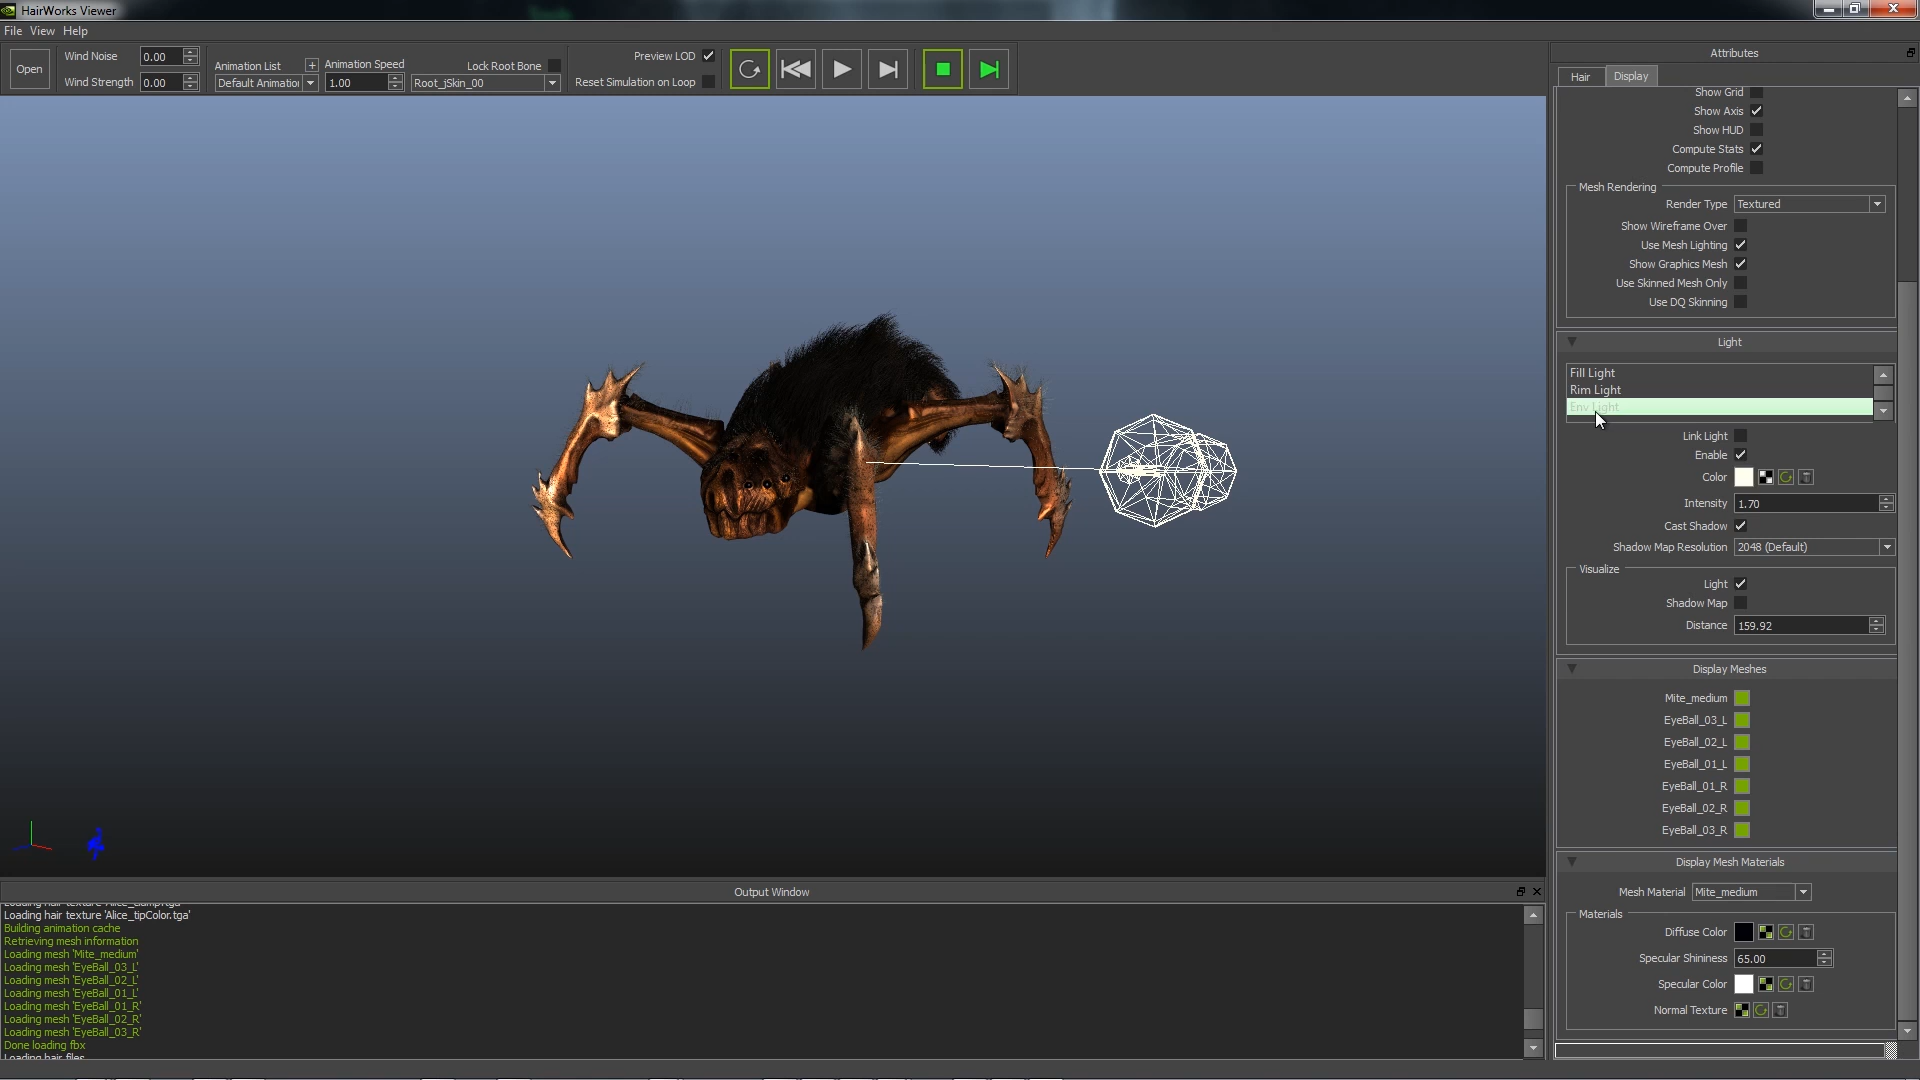 HairWorks Viewer
File View Help
Open
Wind Noise 0.00
Wind Strength 0.00
Animation List + Animation Speed
Default Animation 1.00
Lock Root Bone
Root_jSkin_00
Preview LOD
Reset Simulation on Loop
Attributes
Hair Display
Show Grid
Show Axis
Show HUD
Compute Stats
Compute Profile
Mesh Rendering
Render Type Textured
Show Wireframe Over
Use Mesh Lighting
Show Graphics Mesh
Use Skinned Mesh Only
Use DQ Skinning
Light
Fill Light
Rim Light
Env Light
Link Light
Enable
Color
Intensity 1.70
Cast Shadow
Shadow Map Resolution 2048 (Default)
Visualize
Light
Shadow Map
Distance 159.92
Display Meshes
Mite_medium
EyeBall_03_L
EyeBall_02_L
EyeBall_01_L
EyeBall_01_R
EyeBall_02_R
EyeBall_03_R
Display Mesh Materials
Mesh Material Mite_medium
Materials
Diffuse Color
Specular Shininess 65.00
Specular Color
Normal Texture
Output Window
Loading hair texture 'Alice_tipColor.tga'
Building animation cache
Retrieving mesh information
Loading mesh 'Mite_medium'
Loading mesh 'EyeBall_03_L'
Loading mesh 'EyeBall_02_L'
Loading mesh 'EyeBall_01_L'
Loading mesh 'EyeBall_01_R'
Loading mesh 'EyeBall_02_R'
Loading mesh 'EyeBall_03_R'
Done loading fbx
Loading hair files